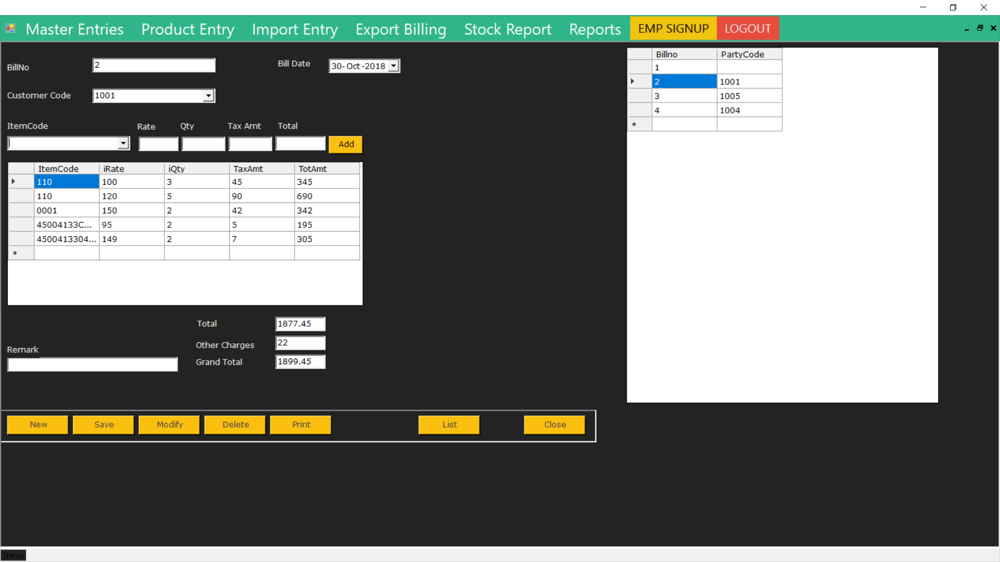 Master Entries Product Entry Import Entry Export Billing Stock Report Reports EMP SIGNUP LOGOUT
BillNo 2 Bill Date 30-Oct-2018
Customer Code 1001
ItemCode Rate Qty Tax Amt Total
Add
ItemCode iRate iQty TaxAmt TotAmt
110 100 3 45 345
110 120 5 90 690
0001 150 2 42 342
45004133C... 95 2 5 195
4500413304... 149 2 7 305
*
Total 1877.45
Other Charges 22
Remark
Grand Total 1899.45
New Save Modify Delete Print List Close
Billno PartyCode
1
2 1001
3 1005
4 1004
*
Status